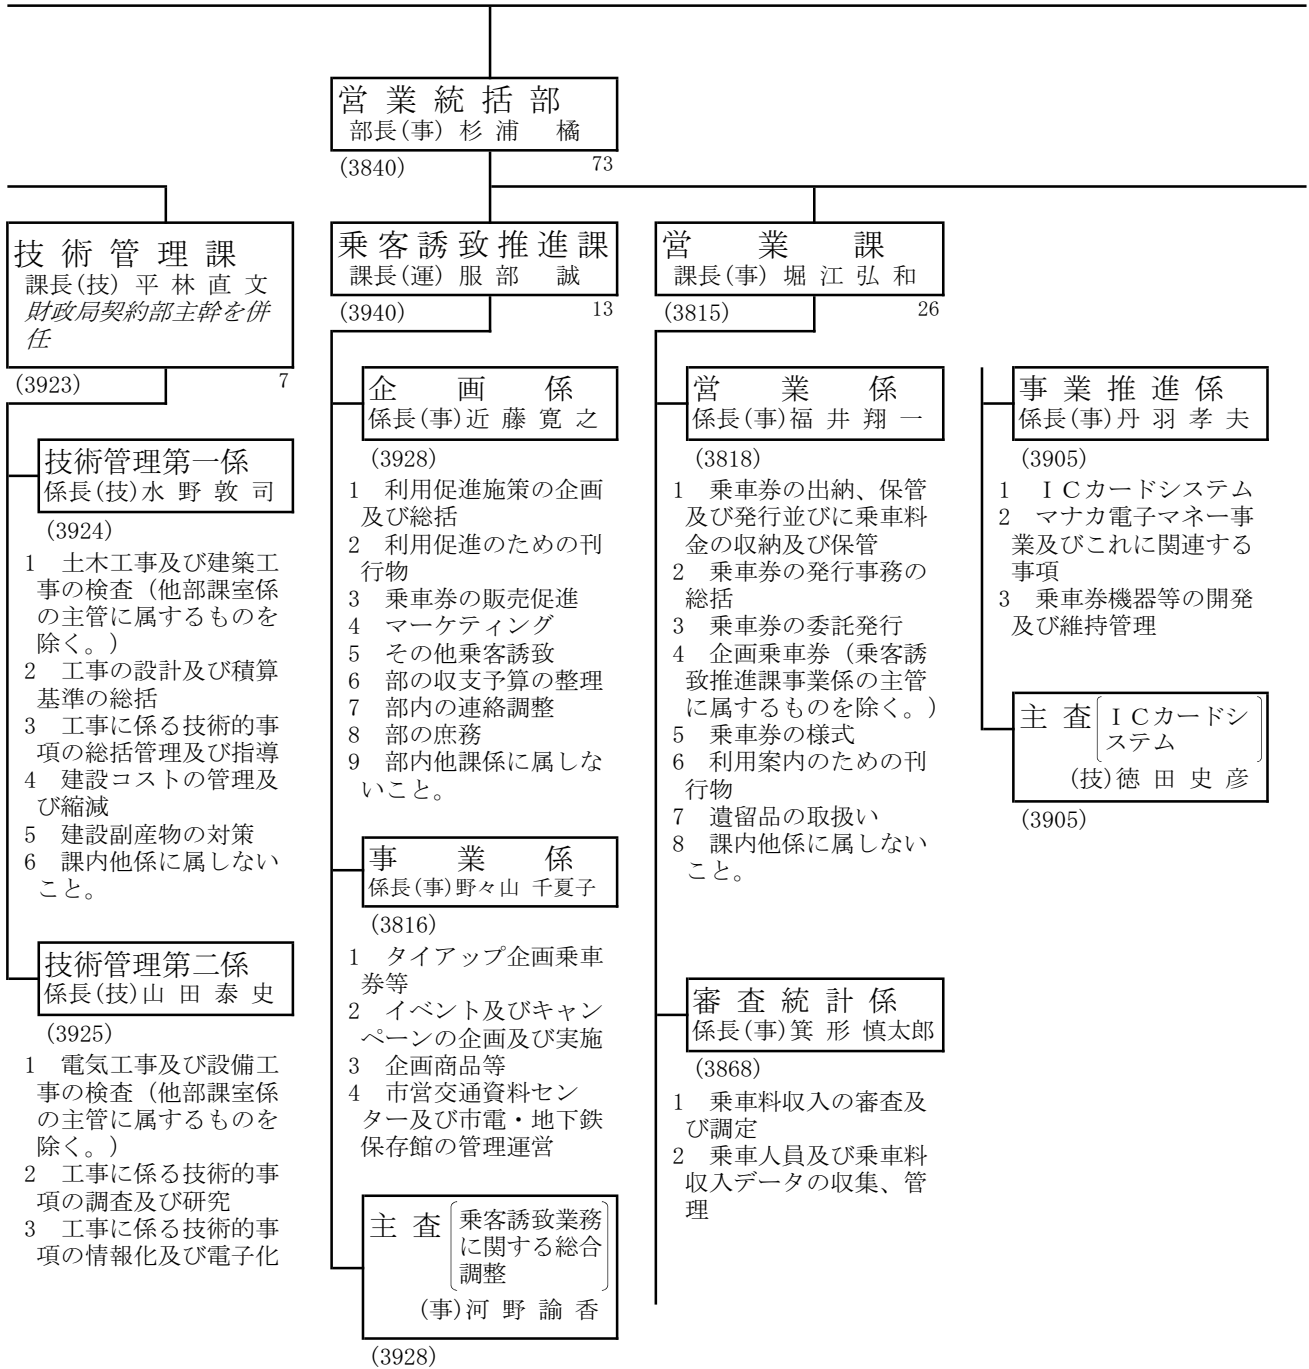 営業統括部
部長(事) 杉浦　橘
(3840)
73
技術管理課
課長(技) 平林直文
財政局契約部主幹を併
任
(3923)
7
技術管理第一係
係長(技)水野敦司
(3924)
1　土木工事及び建築工
事の検査（他部課室係
の主管に属するものを
除く。）
2　工事の設計及び積算
基準の総括
3　工事に係る技術的事
項の総括管理及び指導
4　建設コストの管理及
び縮減
5　建設副産物の対策
6　課内他係に属しない
こと。
技術管理第二係
係長(技)山田泰史
(3925)
1　電気工事及び設備工
事の検査（他部課室係
の主管に属するものを
除く。）
2　工事に係る技術的事
項の調査及び研究
3　工事に係る技術的事
項の情報化及び電子化
乗客誘致推進課
課長(運) 服部　誠
(3940)
13
企画係
係長(事)近藤寛之
(3928)
1　利用促進施策の企画
及び総括
2　利用促進のための刊
行物
3　乗車券の販売促進
4　マーケティング
5　その他乗客誘致
6　部の収支予算の整理
7　部内の連絡調整
8　部の庶務
9　部内他課係に属しな
いこと。
事業係
係長(事)野々山 千夏子
(3816)
1　タイアップ企画乗車
券等
2　イベント及びキャン
ペーンの企画及び実施
3　企画商品等
4　市営交通資料セン
ター及び市電・地下鉄
保存館の管理運営
主査
乗客誘致業務
に関する総合
調整
(事)河野諭香
(3928)
営業課
課長(事) 堀江弘和
(3815)
26
営業係
係長(事)福井翔一
(3818)
1　乗車券の出納、保管
及び発行並びに乗車料
金の収納及び保管
2　乗車券の発行事務の
総括
3　乗車券の委託発行
4　企画乗車券（乗客誘
致推進課事業係の主管
に属するものを除く。）
5　乗車券の様式
6　利用案内のための刊
行物
7　遺留品の取扱い
8　課内他係に属しない
こと。
審査統計係
係長(事)箕形 慎太郎
(3868)
1　乗車料収入の審査及
び調定
2　乗車人員及び乗車料
収入データの収集、管
理
事業推進係
係長(事)丹羽孝夫
(3905)
1　ＩＣカードシステム
2　マナカ電子マネー事
業及びこれに関連する
事項
3　乗車券機器等の開発
及び維持管理
主査
ＩＣカードシ
ステム
(技)徳田史彦
(3905)